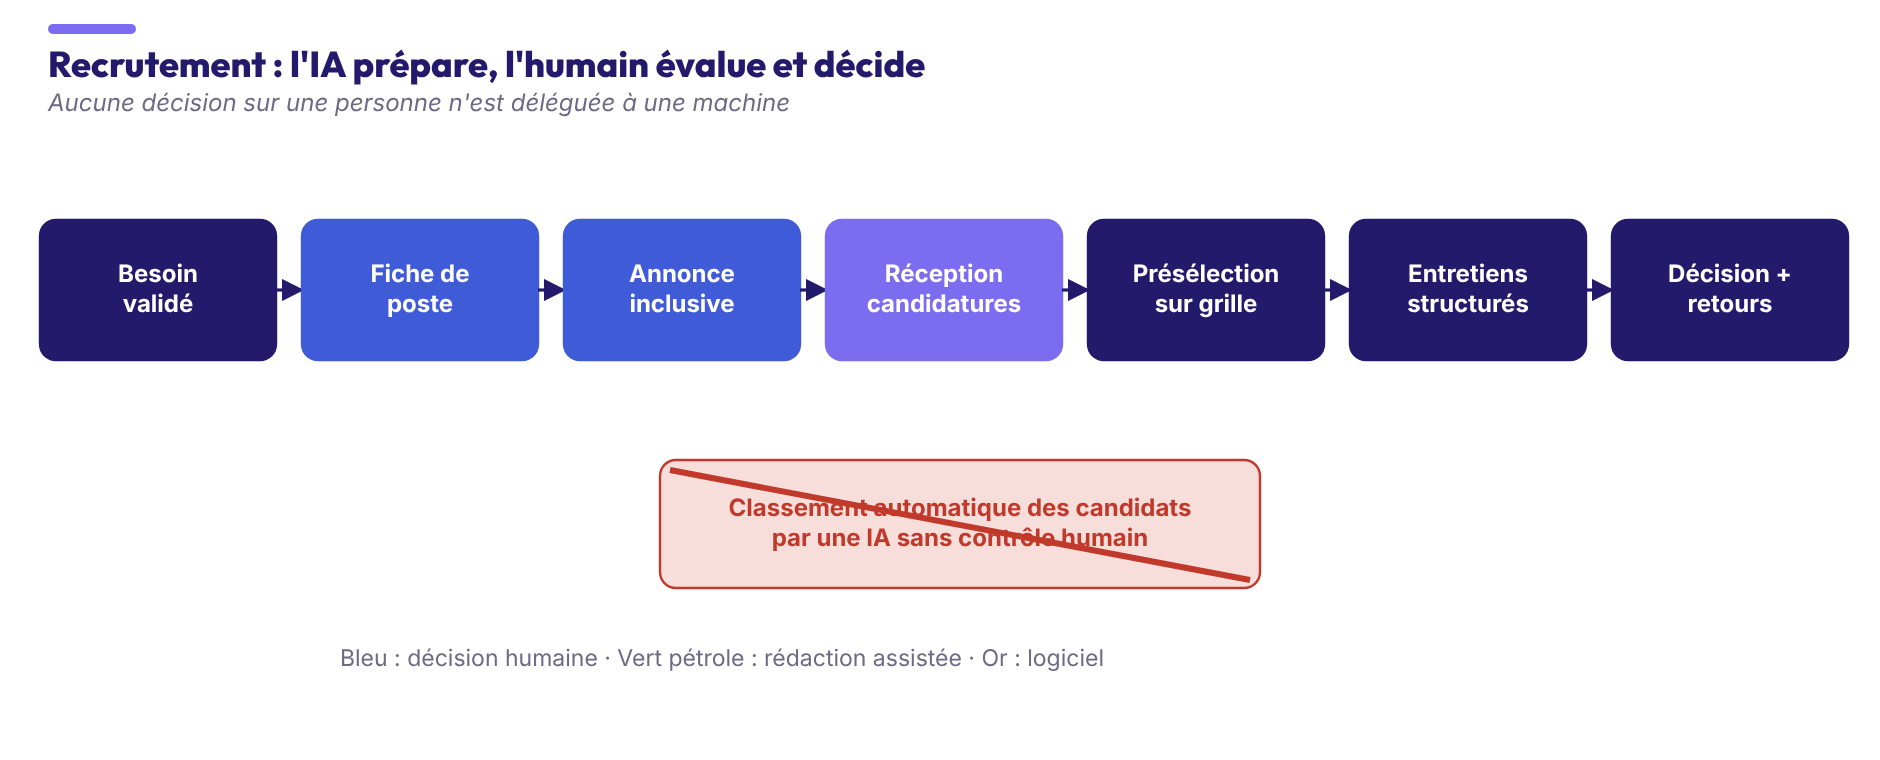 Recrutement : l'IA prépare, l'humain évalue et décide
Aucune décision sur une personne n'est déléguée à une machine
Besoin
validé
Fiche de
poste
Annonce
inclusive
Réception
candidatures
Présélection
sur grille
Entretiens
structurés
Décision +
retours
Classement automatique des candidats
par une IA sans contrôle humain
Bleu : décision humaine · Vert pétrole : rédaction assistée · Or : logiciel